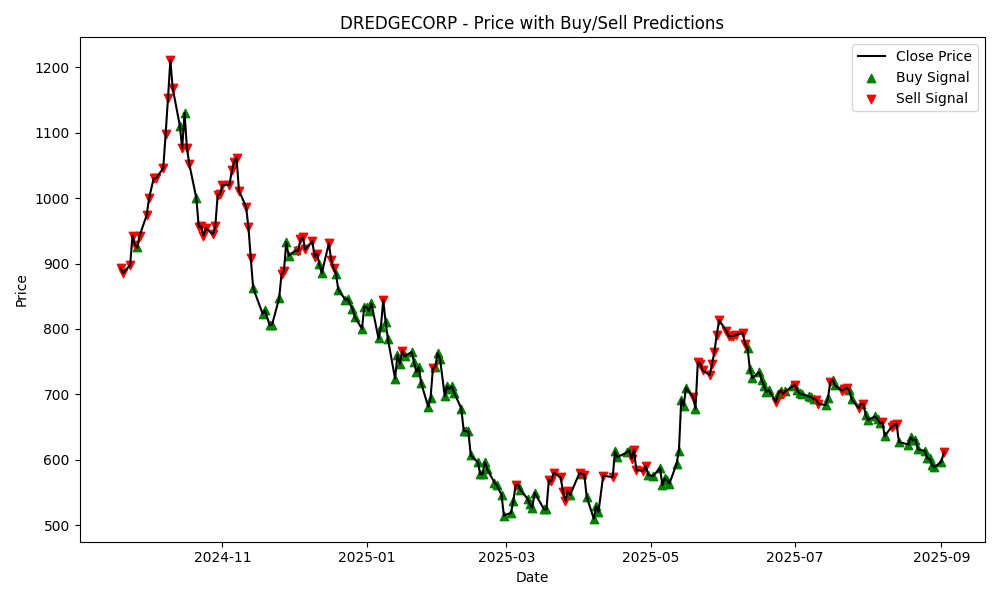 DREDGECORP - Price with Buy/Sell Predictions
Close Price
Buy Signal
Sell Signal
1200
1100
1000
900
800
700
600
500
Price
2024-11
2025-01
2025-03
2025-05
2025-07
2025-09
Date